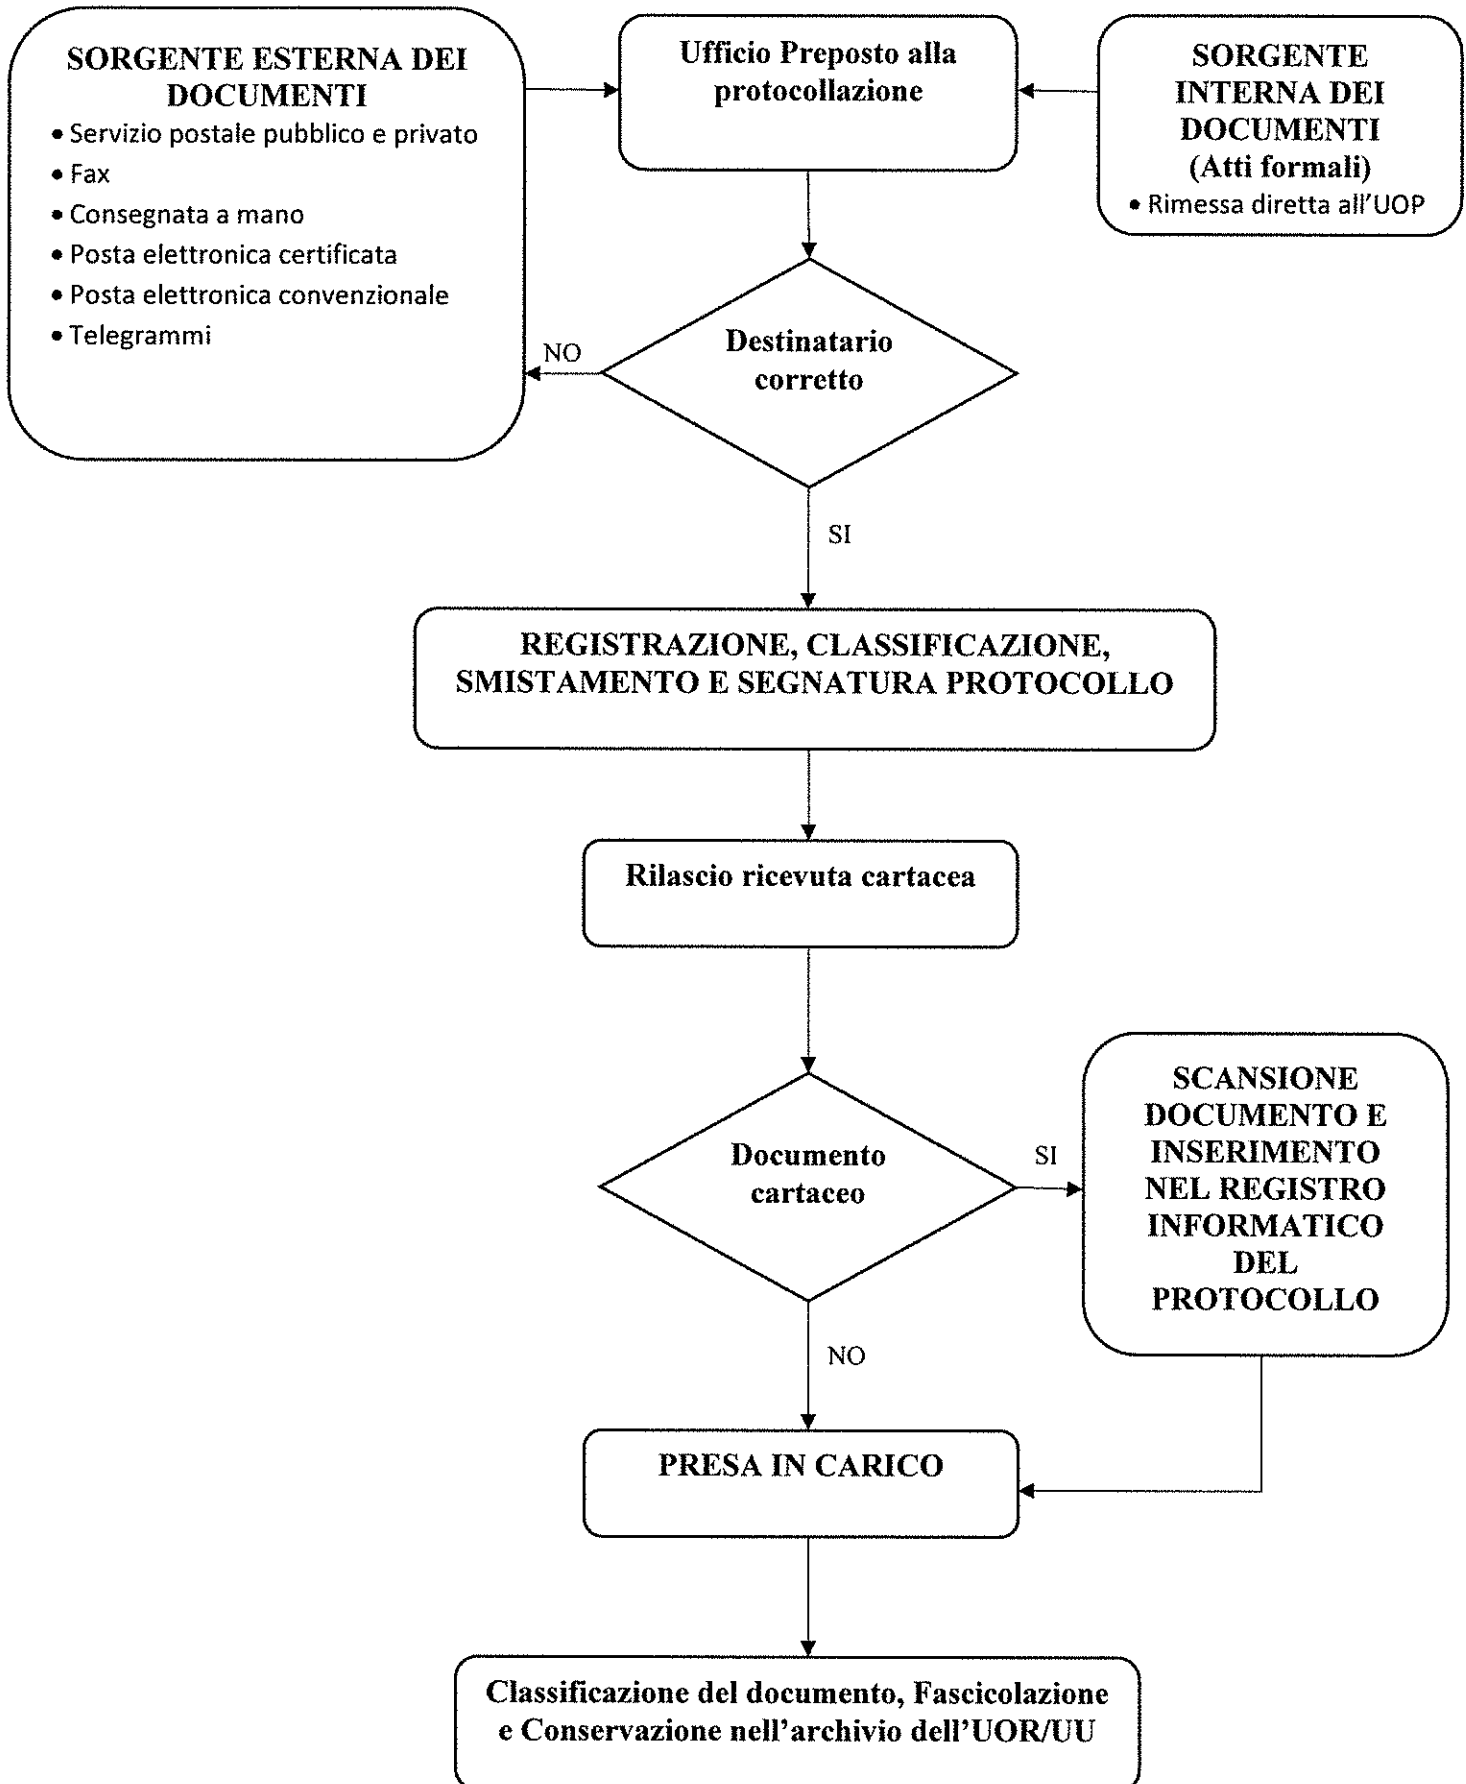 SORGENTE ESTERNA DEI
DOCUMENTI
• Servizio postale pubblico e privato
• Fax
• Consegnata a mano
• Posta elettronica certificata
• Posta elettronica convenzionale
• Telegrammi
Ufficio Preposto alla
protocollazione
SORGENTE
INTERNA DEI
DOCUMENTI
(Atti formali)
• Rimessa diretta all'UOP
Destinatario
corretto
NO
SI
REGISTRAZIONE, CLASSIFICAZIONE,
SMISTAMENTO E SEGNATURA PROTOCOLLO
Rilascio ricevuta cartacea
Documento
cartaceo
SI
SCANSIONE
DOCUMENTO E
INSERIMENTO
NEL REGISTRO
INFORMATICO
DEL
PROTOCOLLO
NO
PRESA IN CARICO
Classificazione del documento, Fascicolazione
e Conservazione nell'archivio dell'UOR/UU